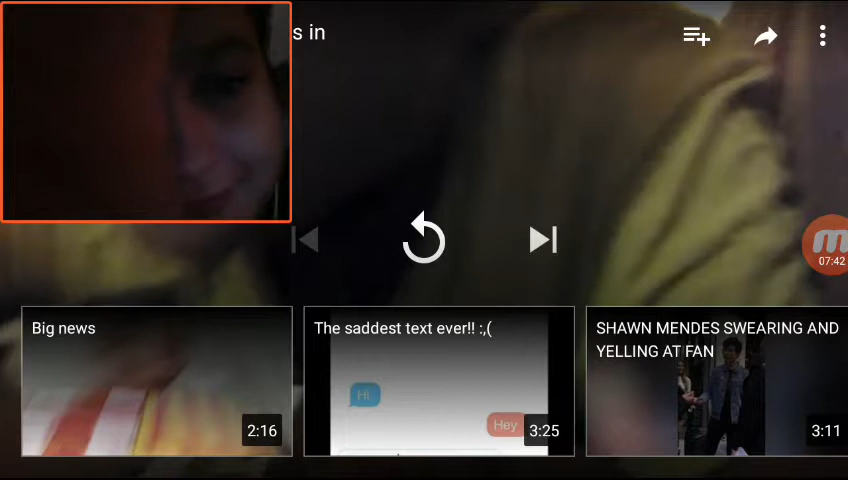 s in
m
07:42
Big news
2:16
The saddest text ever!! :,(
Hi
Hey
3:25
SHAWN MENDES SWEARING AND
YELLING AT FAN
3:11